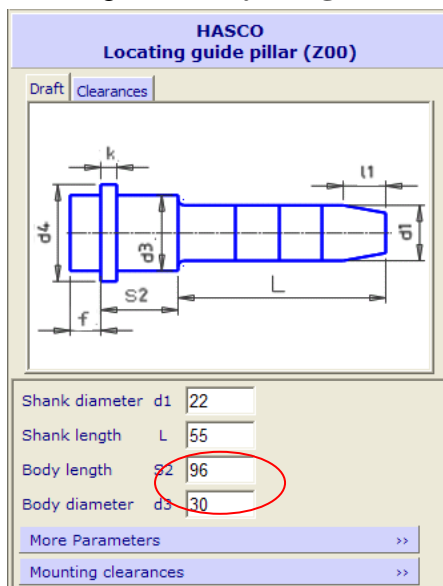 HASCO
Locating guide pillar (Z00)
Draft Clearances
k
l1
d4
d3
d1
S2
L
f
Shank diameter d1 22
Shank length L 55
Body length S2 96
Body diameter d3 30
More Parameters >>
Mounting clearances >>